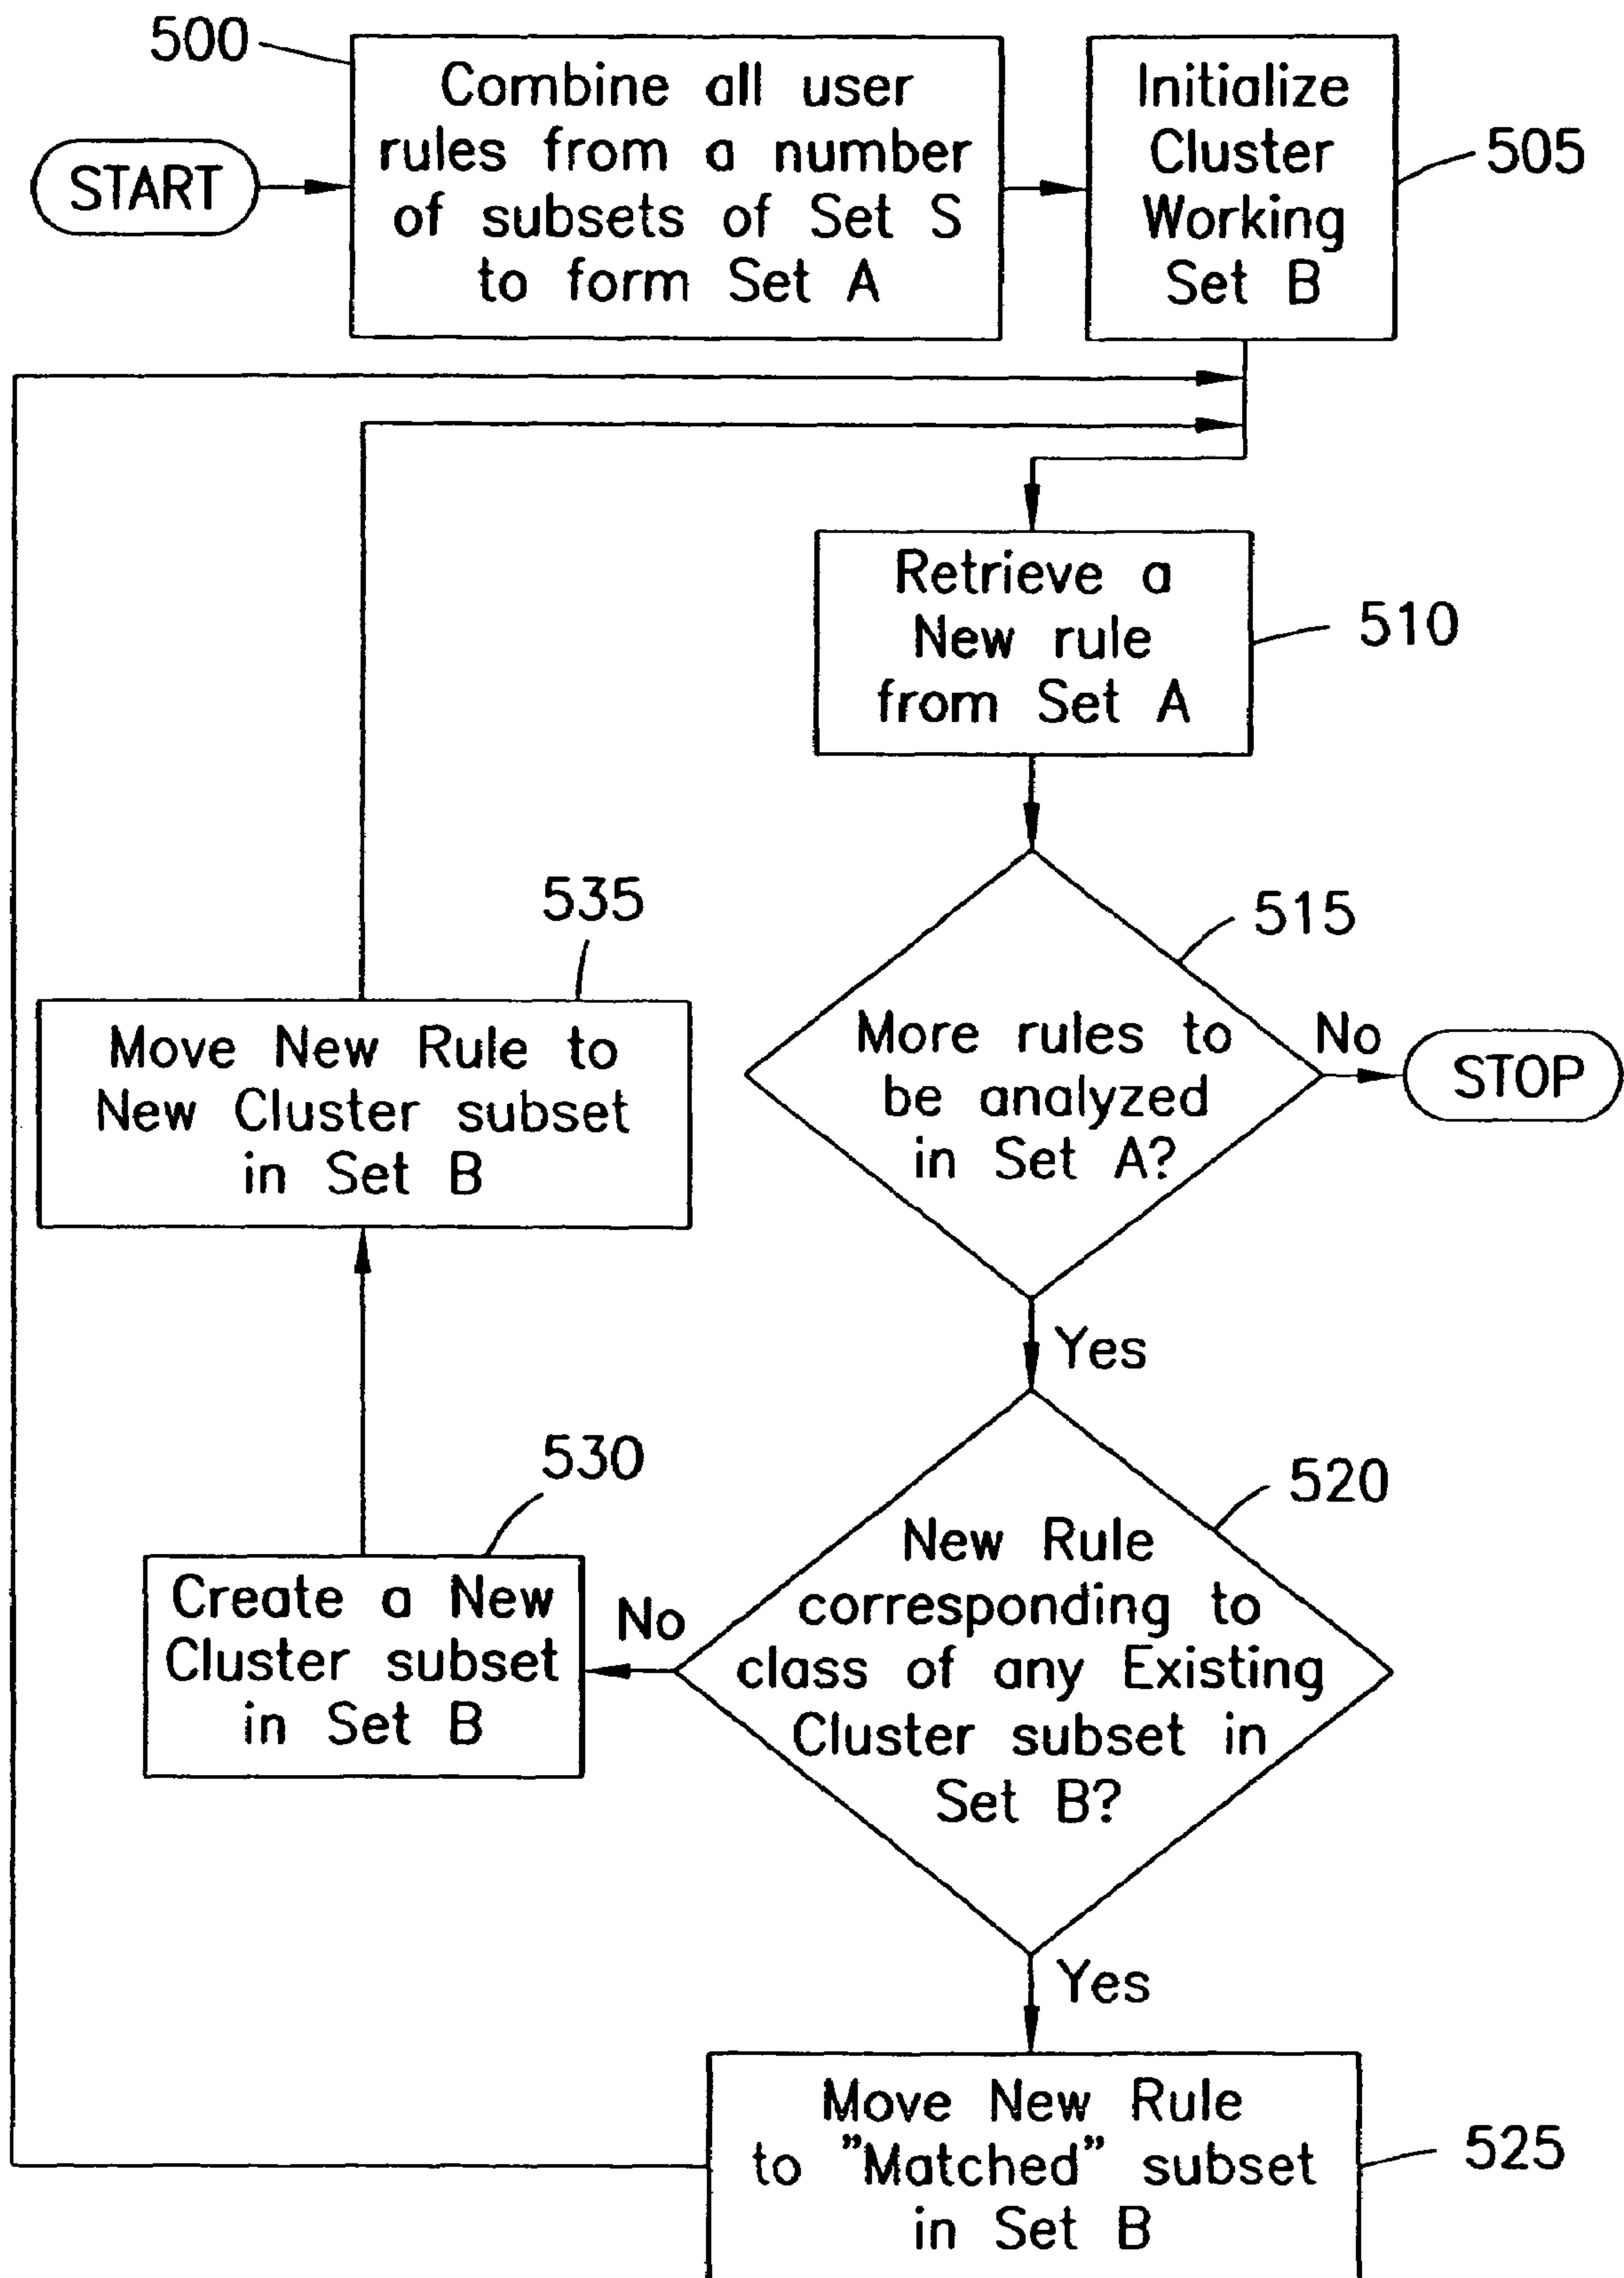 500
START
Combine all user
rules from a number
of subsets of Set S
to form Set A
Initialize
Cluster
Working
Set B
505
Retrieve a
New rule
from Set A
510
515
More rules to
be analyzed
in Set A?
No
STOP
Yes
520
New Rule
corresponding to
class of any Existing
Cluster subset in
Set B?
No
530
Create a New
Cluster subset
in Set B
535
Move New Rule to
New Cluster subset
in Set B
Yes
Move New Rule
to "Matched" subset
in Set B
525